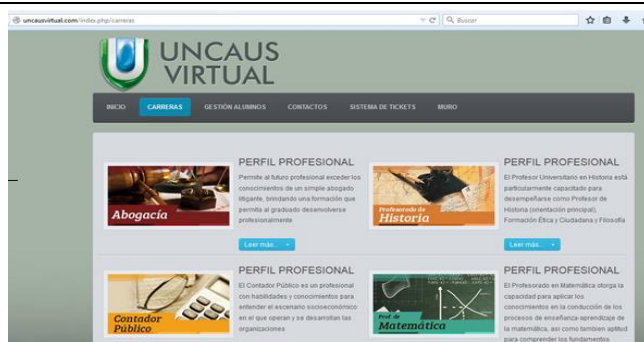 uncausvirtual.com/index.php/carreras
Buscar
UNCAUS
VIRTUAL
INICIO CARRERAS GESTIÓN ALUMNOS CONTACTOS SISTEMA DE TICKETS MURO
Abogacía
PERFIL PROFESIONAL
Permite al futuro profesional exceder los
conocimientos de un simple abogado
litigante, brindando una formación que
permita al graduado desenvolverse
profesionalmente
Leer más...
Profesorado de
Historia
PERFIL PROFESIONAL
El Profesor Universitario en Historia está
particularmente capacitado para
desempeñarse como Profesor de
Historia (orientación principal),
Formación Ética y Ciudadana y Filosofía
Leer más...
Contador
Público
PERFIL PROFESIONAL
El Contador Público es un profesional
con habilidades y conocimientos para
entender el escenario socioeconómico
en el que operan y se desarrollan las
organizaciones
Prof. de
Matemática
PERFIL PROFESIONAL
El Profesorado en Matemática otorga la
capacidad para aplicar los
conocimientos en la conducción de los
procesos de enseñanza-aprendizaje de
la matemática, así como tambien aptitud
para comprender los fundamentos